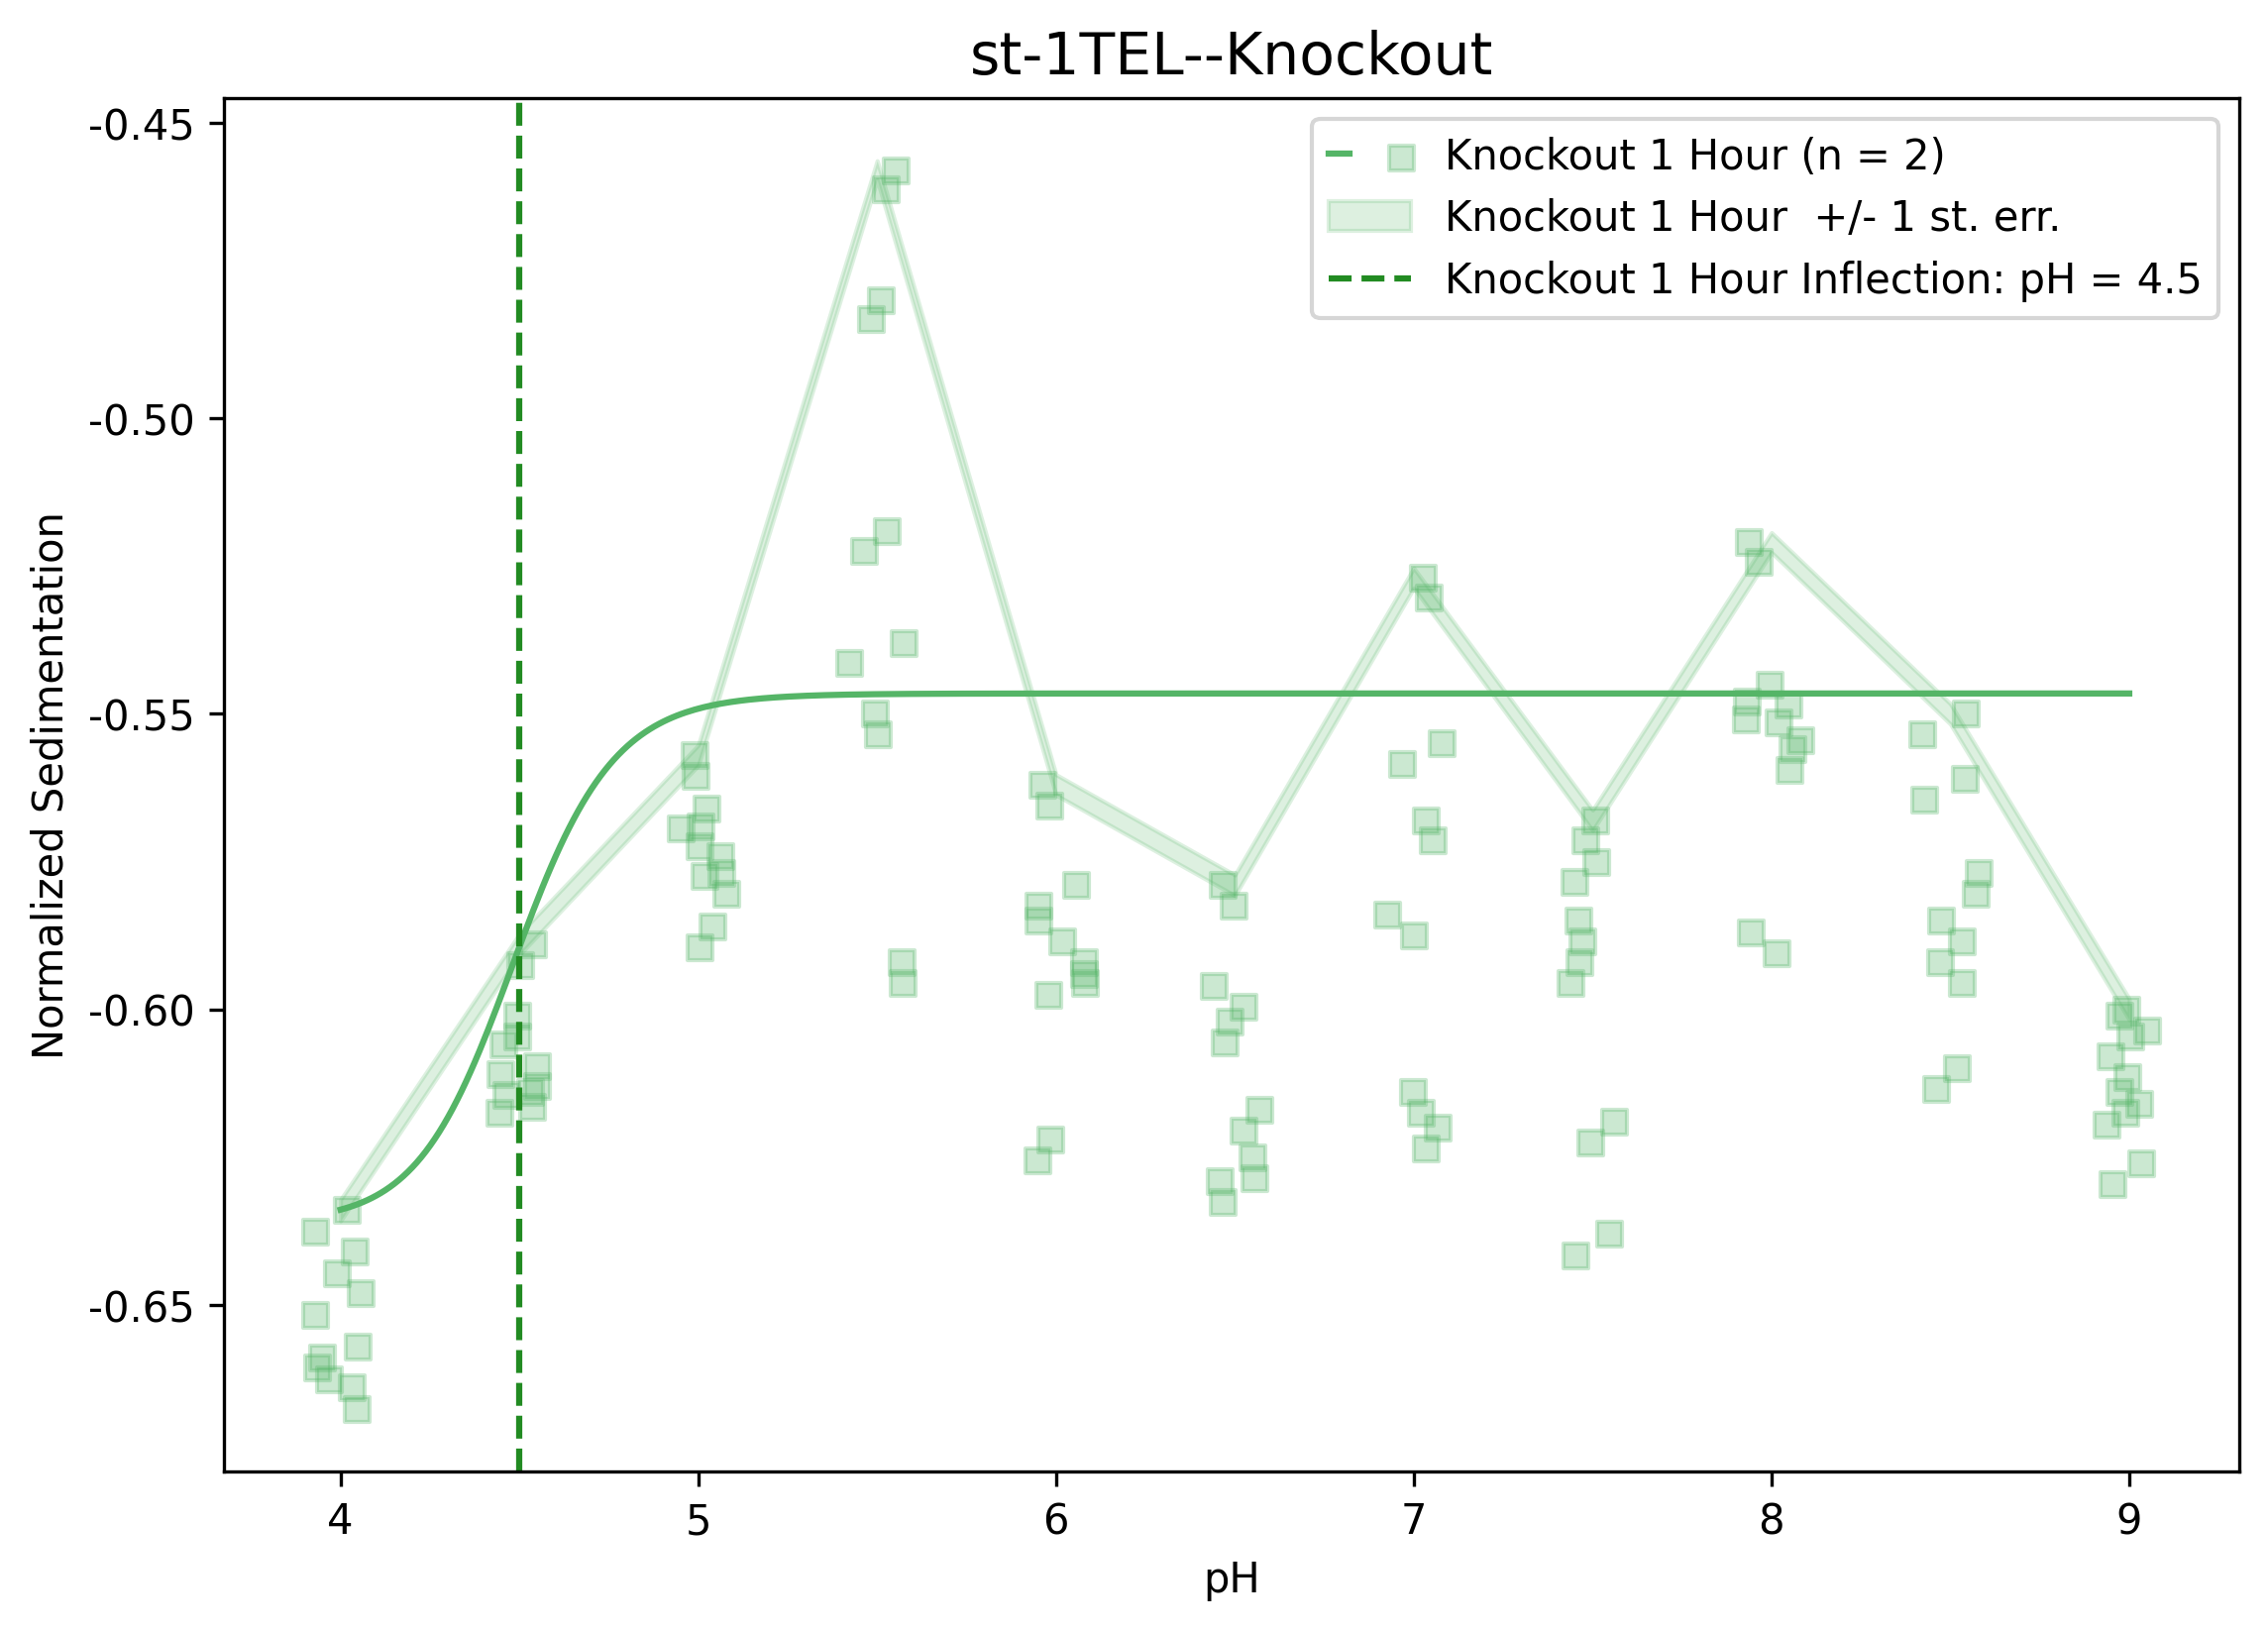 st-1TEL--Knockout
Knockout 1 Hour (n = 2)
Knockout 1 Hour  +/- 1 st. err.
Knockout 1 Hour Inflection: pH = 4.5
Normalized Sedimentation
-0.45
-0.50
-0.55
-0.60
-0.65
4 5 6 7 8 9
pH